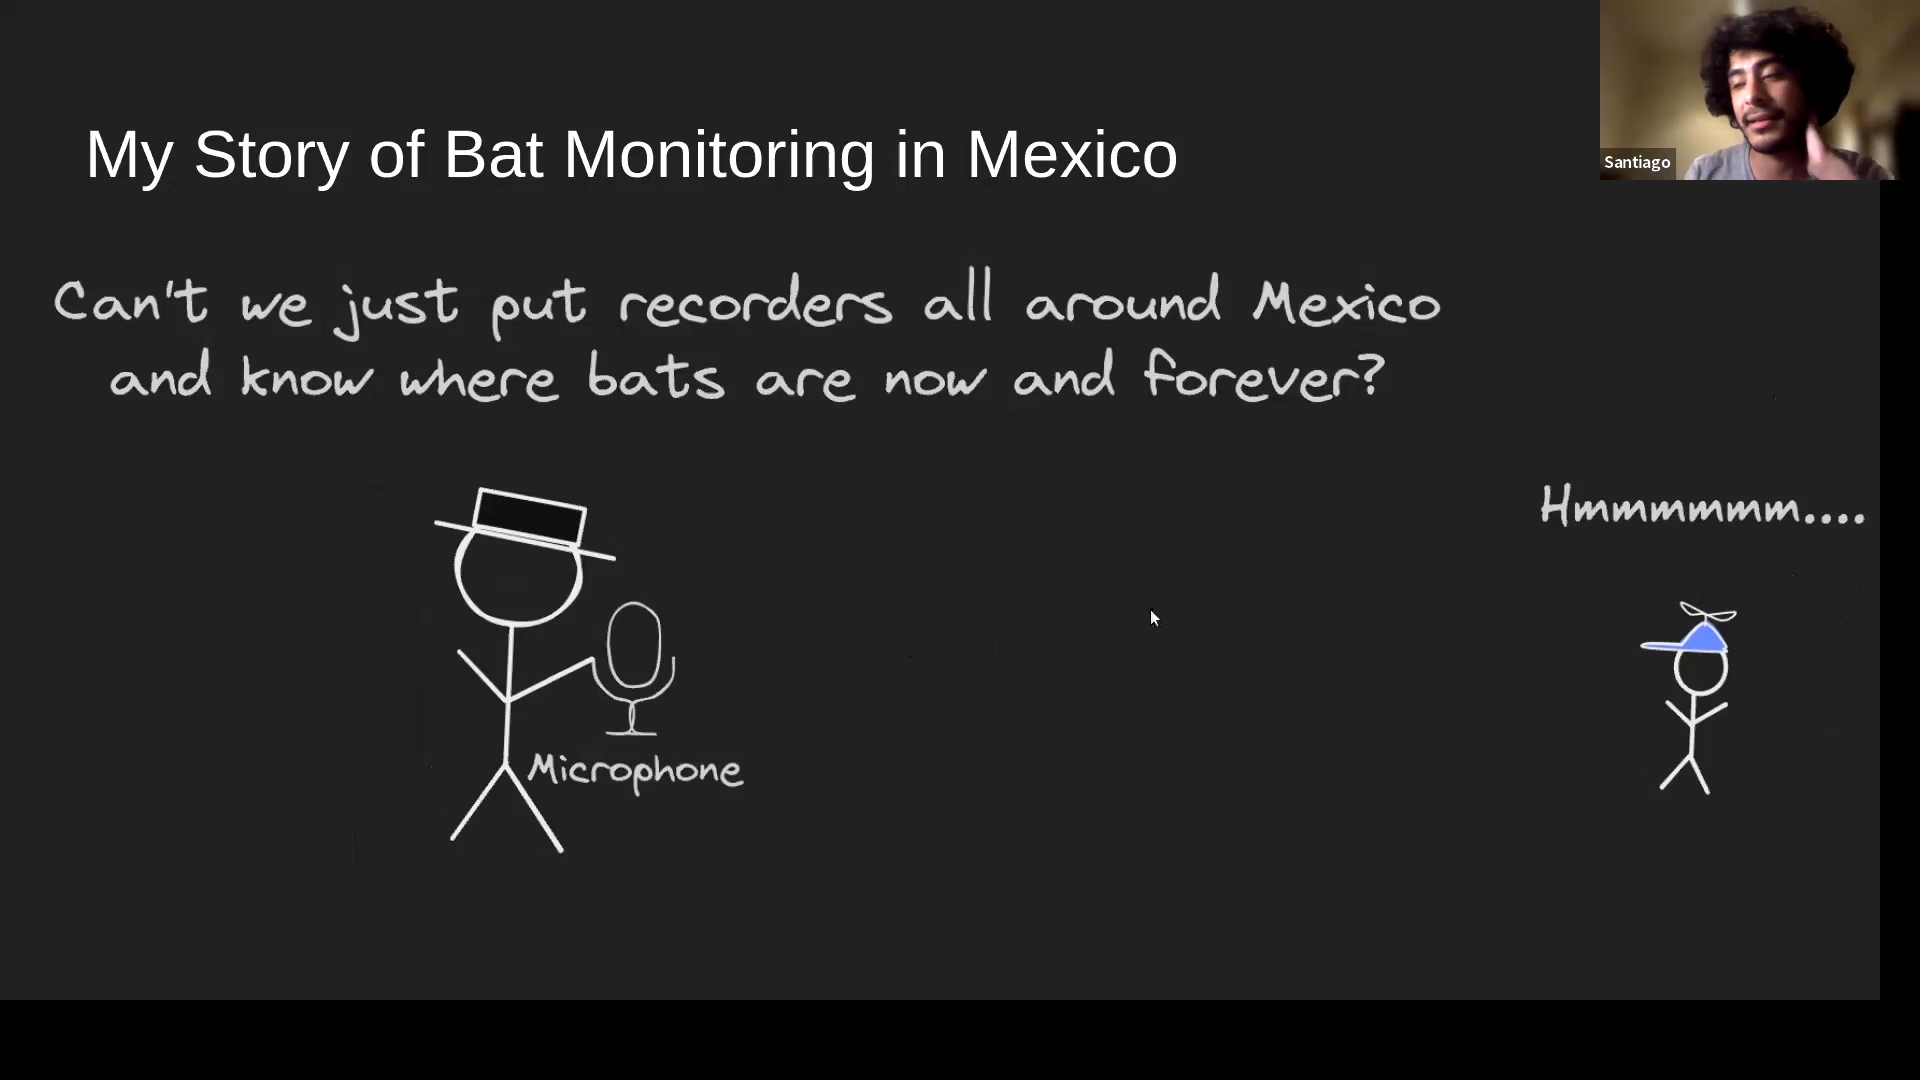 Santiago
My Story of Bat Monitoring in Mexico
Can't we just put recorders all around Mexico
and know where bats are now and forever?
Hmmmmmm....
Microphone